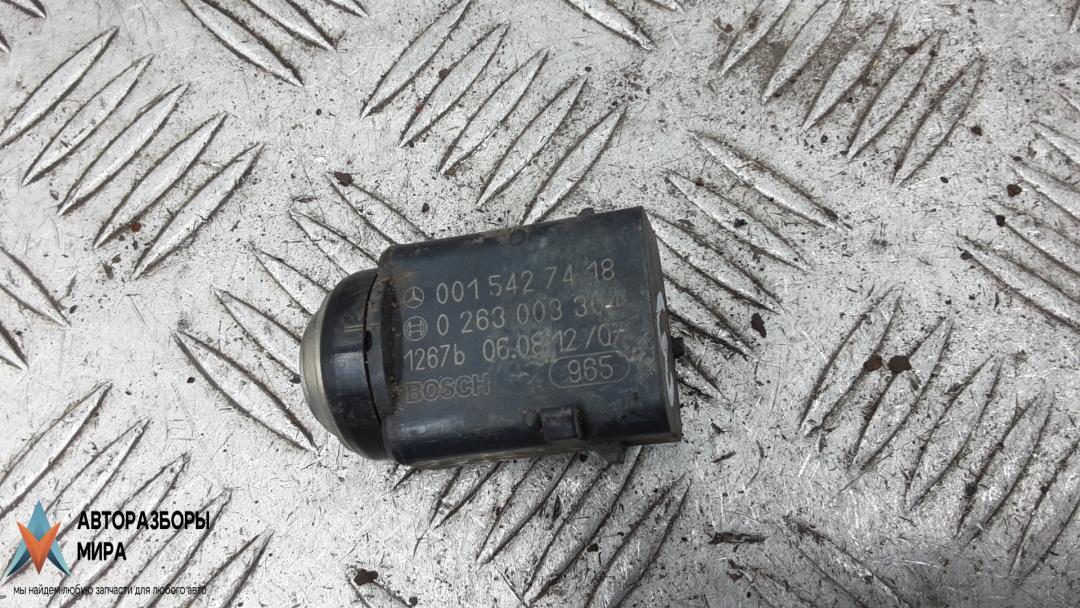 001 542 74 18
0 263 003 304
1267b 06.08 12/07
BOSCH 965
АВТОРАЗБОРЫ
МИРА
мы найдем любую запчасти для любого авто